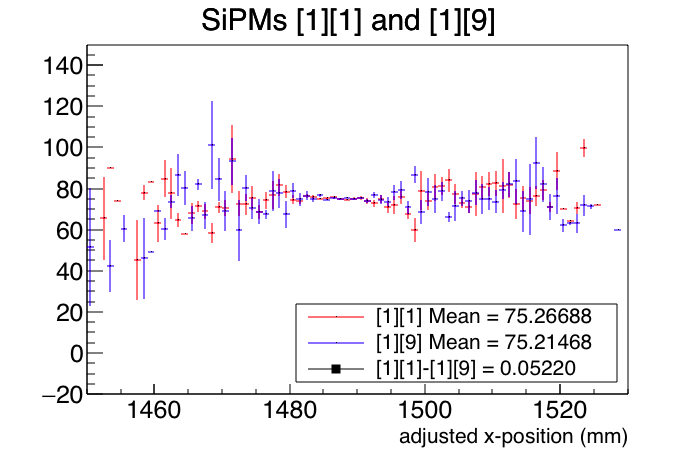 SiPMs [1][1] and [1][9]
140
120
100
80
60
40
20
0
−20
1460
1480
1500
1520
adjusted x-position (mm)
[1][1] Mean = 75.26688
[1][9] Mean = 75.21468
[1][1]-[1][9] = 0.05220